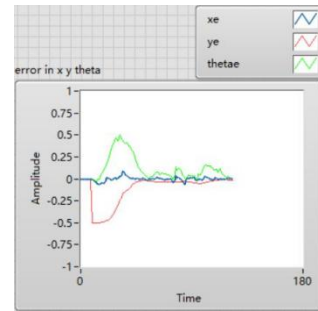 xe
ye
thetae
error in x y theta
1
0.75
0.5
0.25
0
-0.25
-0.5
-0.75
-1
Amplitude
0
180
Time